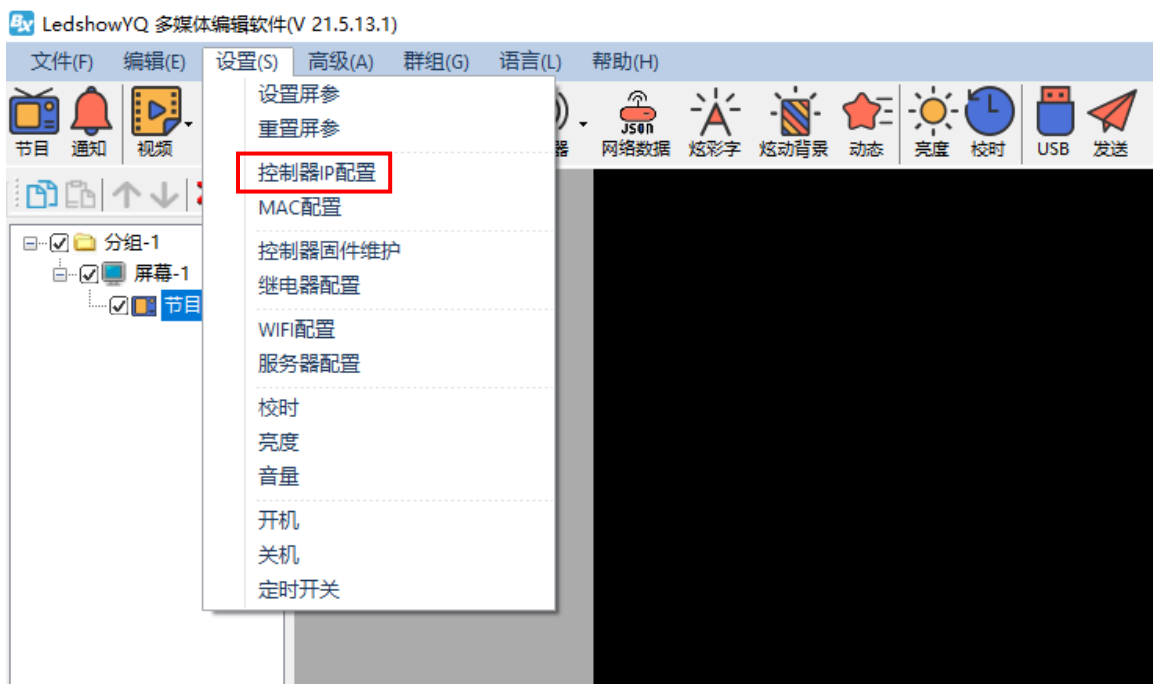 BX LedshowYQ 多媒体编辑软件(V 21.5.13.1)
文件(F) 编辑(E) 设置(S) 高级(A) 群组(G) 语言(L) 帮助(H)
节目 通知 视频 器 网络数据 炫彩字 炫动背景 动态 亮度 校时 USB 发送
JSON
设置屏参
重置屏参
控制器IP配置
MAC配置
控制器固件维护
继电器配置
WIFI配置
服务器配置
校时
亮度
音量
开机
关机
定时开关
分组-1
屏幕-1
节目